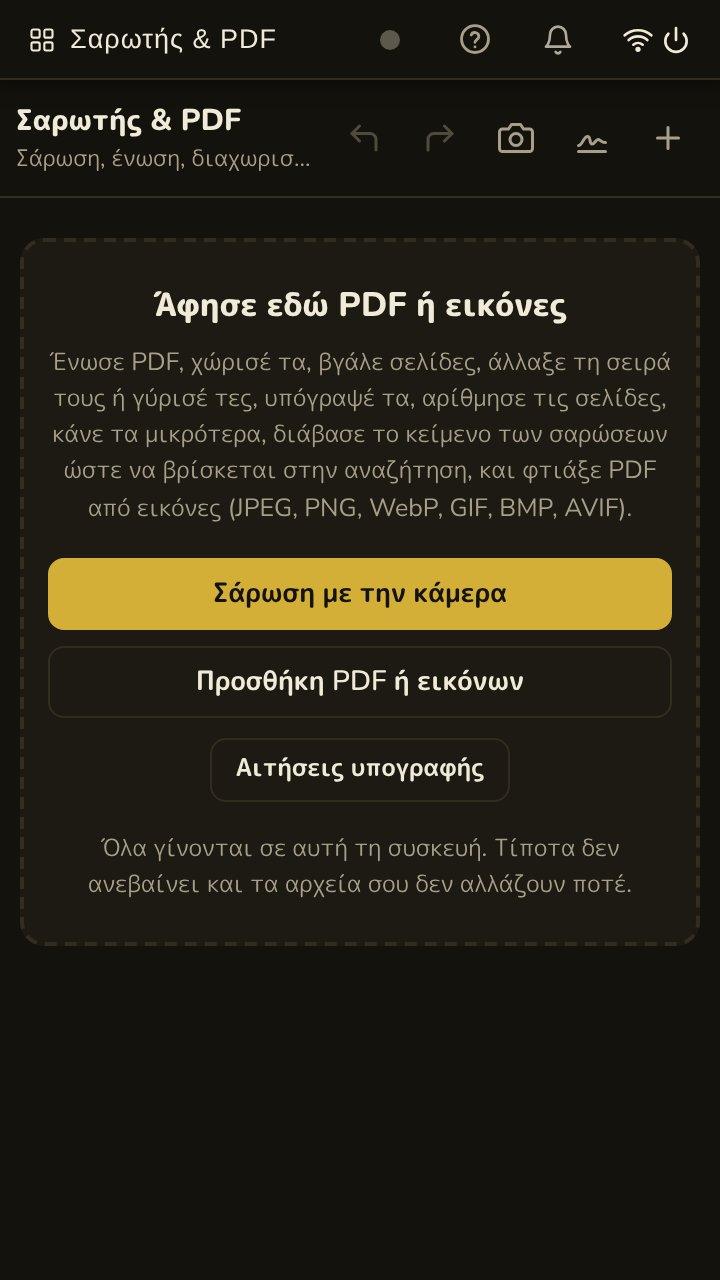 Σαρωτής & PDF
Σαρωτής & PDF
Σάρωση, ένωση, διαχωρισ...
Άφησε εδώ PDF ή εικόνες
Ένωσε PDF, χώρισέ τα, βγάλε σελίδες, άλλαξε τη σειρά
τους ή γύρισέ τες, υπόγραψέ τα, αρίθμησε τις σελίδες,
κάνε τα μικρότερα, διάβασε το κείμενο των σαρώσεων
ώστε να βρίσκεται στην αναζήτηση, και φτιάξε PDF
από εικόνες (JPEG, PNG, WebP, GIF, BMP, AVIF).
Σάρωση με την κάμερα
Προσθήκη PDF ή εικόνων
Αιτήσεις υπογραφής
Όλα γίνονται σε αυτή τη συσκευή. Τίποτα δεν
ανεβαίνει και τα αρχεία σου δεν αλλάζουν ποτέ.